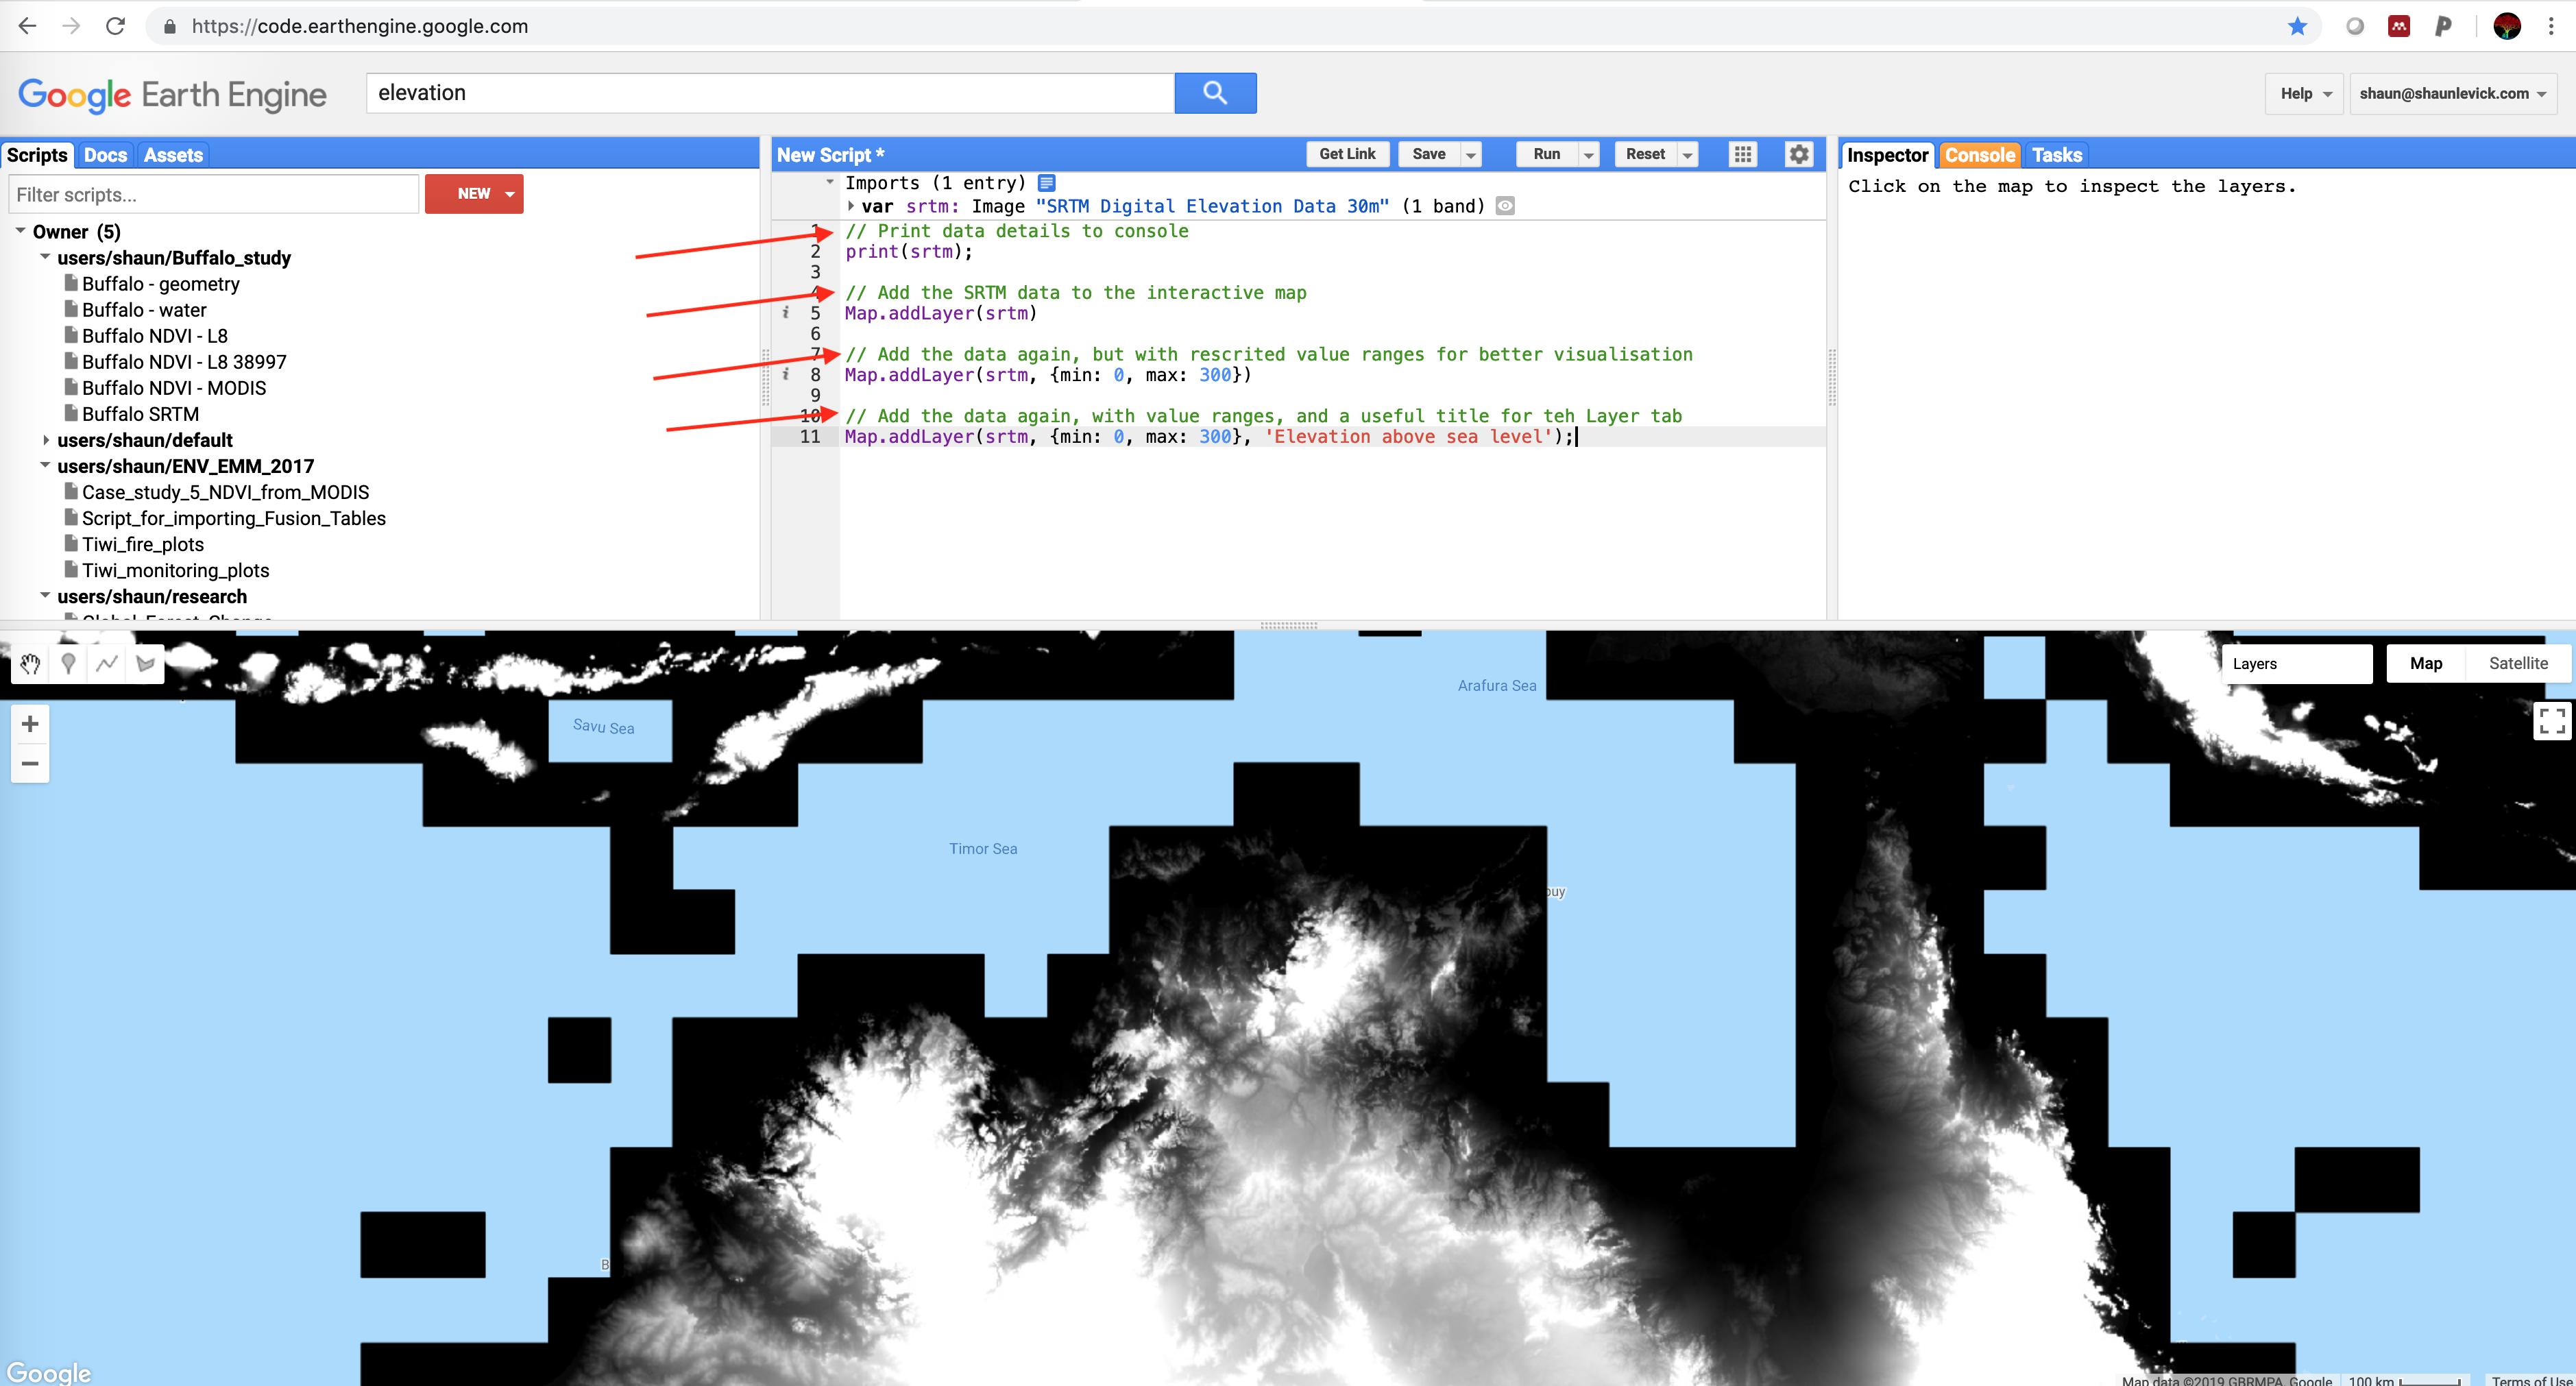 https://code.earthengine.google.com
Google Earth Engine
elevation
Help
shaun@shaunlevick.com
Scripts Docs Assets
Filter scripts...
NEW
Owner (5)
users/shaun/Buffalo_study
Buffalo - geometry
Buffalo - water
Buffalo NDVI - L8
Buffalo NDVI - L8 38997
Buffalo NDVI - MODIS
Buffalo SRTM
users/shaun/default
users/shaun/ENV_EMM_2017
Case_study_5_NDVI_from_MODIS
Script_for_importing_Fusion_Tables
Tiwi_fire_plots
Tiwi_monitoring_plots
users/shaun/research
Global_Forest_Change
New Script *
Get Link Save Run Reset
Imports (1 entry)
var srtm: Image "SRTM Digital Elevation Data 30m" (1 band)
1 // Print data details to console
2 print(srtm);
3
4 // Add the SRTM data to the interactive map
i 5 Map.addLayer(srtm)
6
7 // Add the data again, but with rescrited value ranges for better visualisation
i 8 Map.addLayer(srtm, {min: 0, max: 300})
9
10 // Add the data again, with value ranges, and a useful title for teh Layer tab
11 Map.addLayer(srtm, {min: 0, max: 300}, 'Elevation above sea level');
Inspector Console Tasks
Click on the map to inspect the layers.
Layers
Map Satellite
Arafura Sea
Savu Sea
Timor Sea
buy
B
Google
Map data ©2019 GBRMPA, Google 100 km Terms of Use